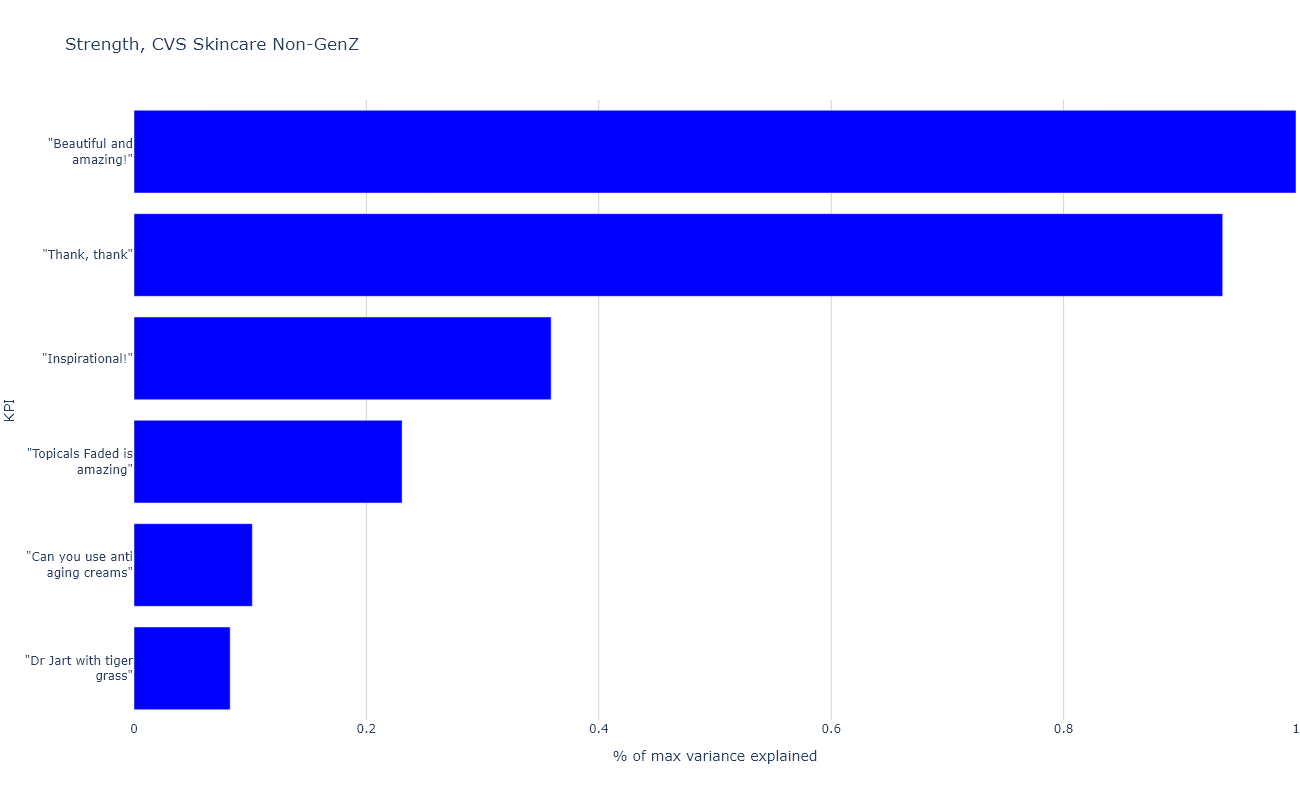 Strength, CVS Skincare Non-GenZ
"Beautiful and
amazing!"
"Thank, thank"
"Inspirational!"
KPI
"Topicals Faded is
amazing"
"Can you use anti
aging creams"
"Dr Jart with tiger
grass"
0 0.2 0.4 0.6 0.8 1
% of max variance explained